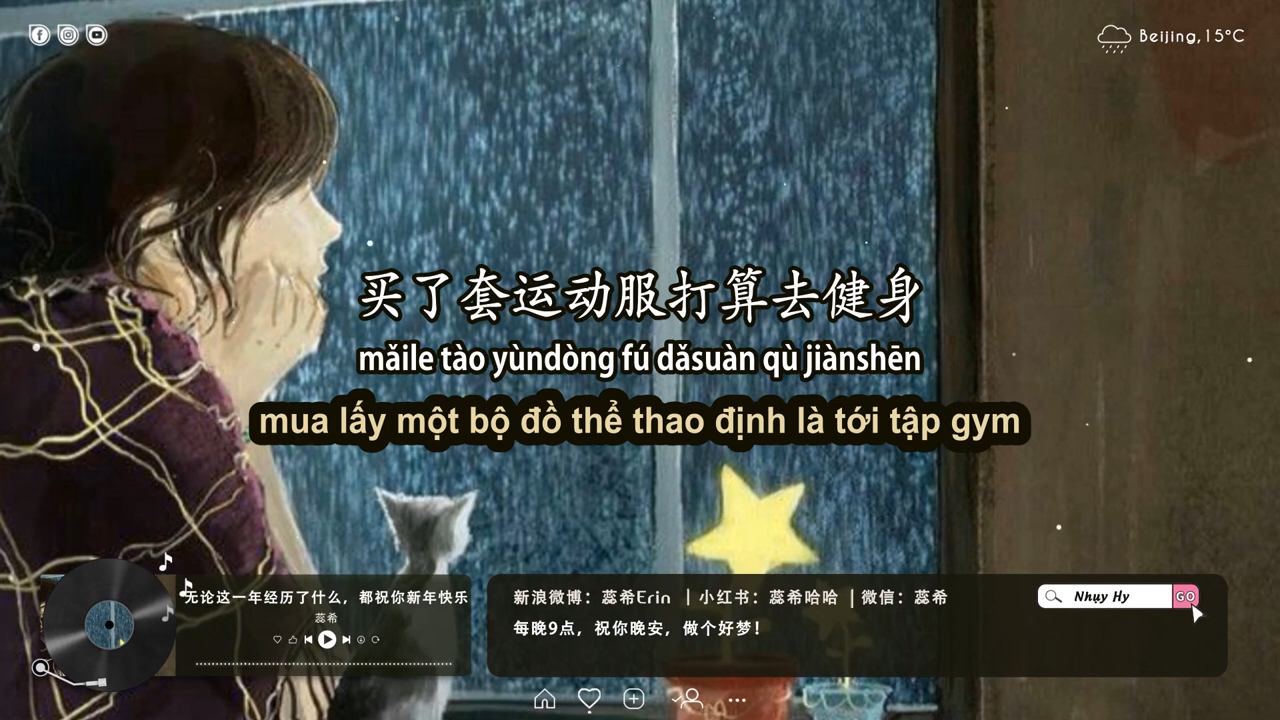 Beijing,15°C
买了套运动服打算去健身
mǎile tào yùndòng fú dǎsuàn qù jiànshēn
mua lấy một bộ đồ thể thao định là tới tập gym
无论这一年经历了什么，都祝你新年快乐
蕊希
新浪微博：蕊希Erin ｜小红书：蕊希哈哈 ｜微信：蕊希
每晚9点，祝你晚安，做个好梦！
Nhụy Hy
GO